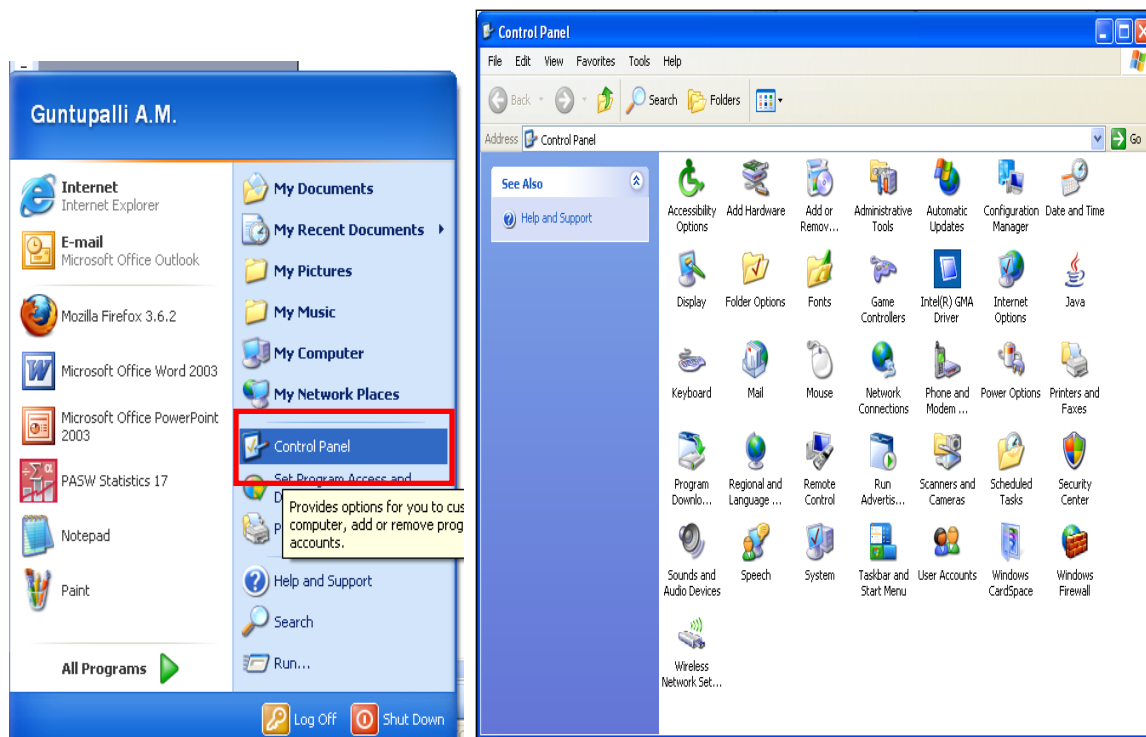 Guntupalli A.M.
Internet
Internet Explorer
E-mail
Microsoft Office Outlook
Mozilla Firefox 3.6.2
Microsoft Office Word 2003
Microsoft Office PowerPoint
2003
PASW Statistics 17
Notepad
Paint
All Programs
My Documents
My Recent Documents
My Pictures
My Music
My Computer
My Network Places
Control Panel
Set Program Access and
Provides options for you to cus
computer, add or remove prog
accounts.
Help and Support
Search
Run...
Log Off
Shut Down
Control Panel
File Edit View Favorites Tools Help
Back Search Folders
Address Control Panel Go
See Also
Help and Support
Accessibility
Options
Add Hardware
Add or
Remov...
Administrative
Tools
Automatic
Updates
Configuration
Manager
Date and Time
Display
Folder Options
Fonts
Game
Controllers
Intel(R) GMA
Driver
Internet
Options
Java
Keyboard
Mail
Mouse
Network
Connections
Phone and
Modem ...
Power Options
Printers and
Faxes
Program
Downlo...
Regional and
Language ...
Remote
Control
Run
Advertis...
Scanners and
Cameras
Scheduled
Tasks
Security
Center
Sounds and
Audio Devices
Speech
System
Taskbar and
Start Menu
User Accounts
Windows
CardSpace
Windows
Firewall
Wireless
Network Set...